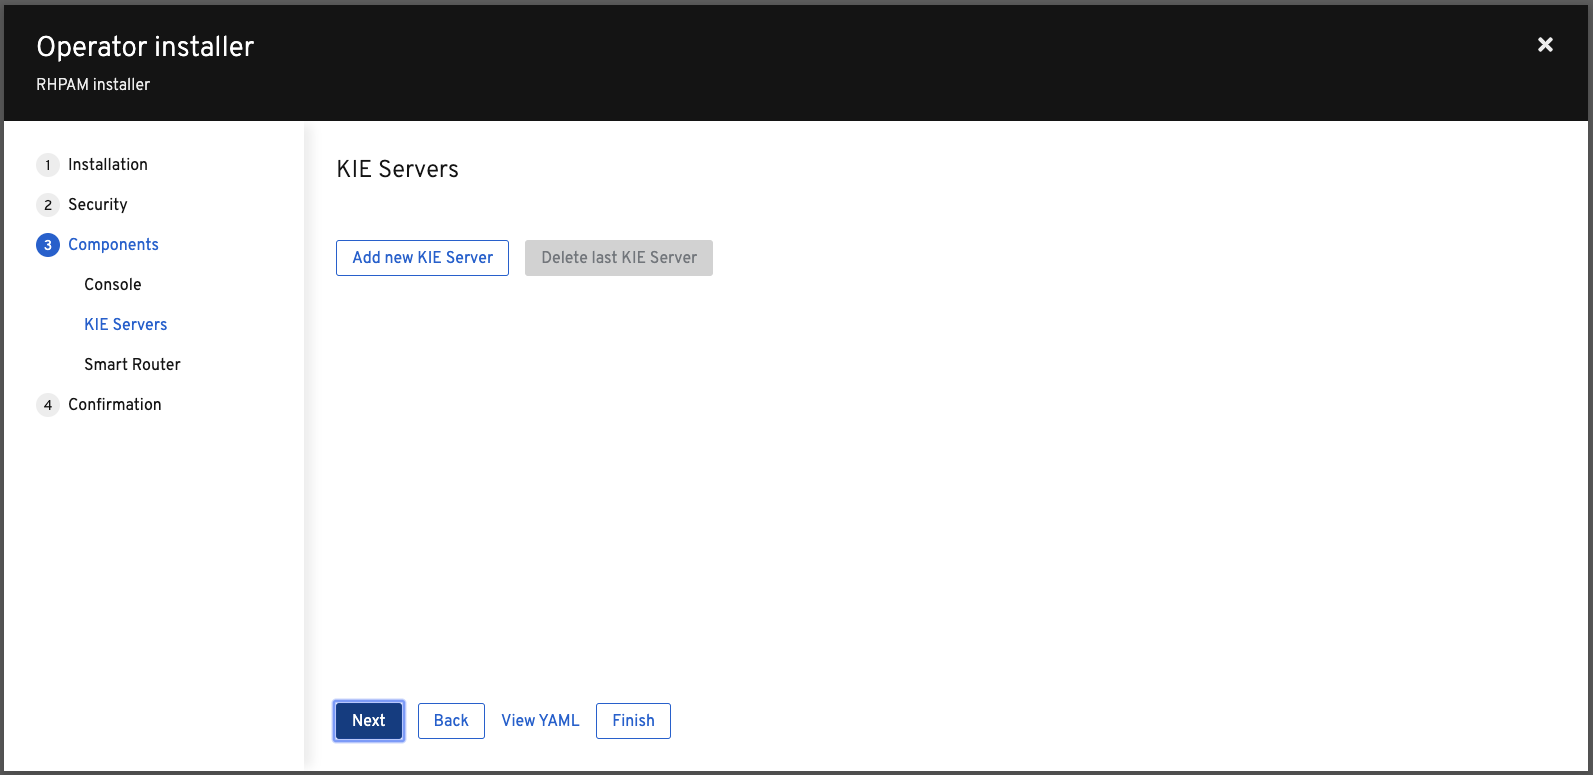 Operator installer
RHPAM installer
1 Installation
2 Security
3 Components
Console
KIE Servers
Smart Router
4 Confirmation
KIE Servers
Add new KIE Server Delete last KIE Server
Next Back View YAML Finish